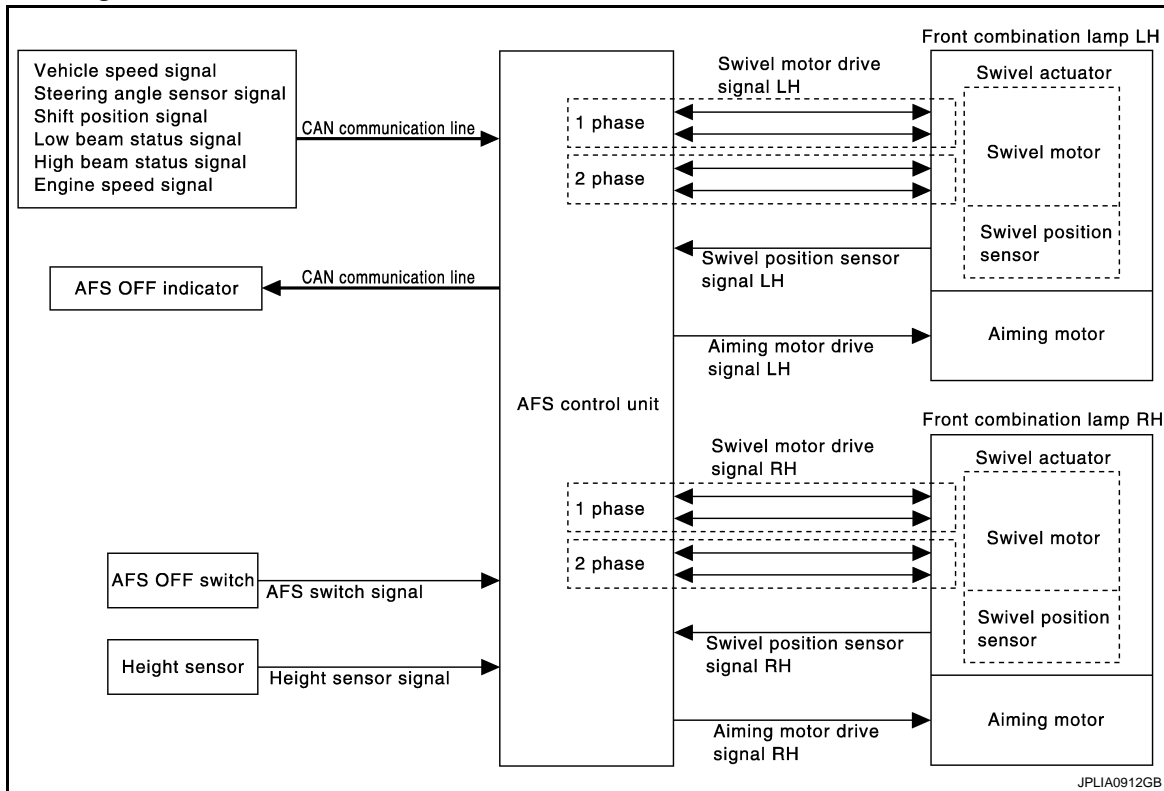 Vehicle speed signal
Steering angle sensor signal
Shift position signal
Low beam status signal
High beam status signal
Engine speed signal
CAN communication line
AFS OFF indicator
CAN communication line
AFS OFF switch
AFS switch signal
Height sensor
Height sensor signal
AFS control unit
1 phase
2 phase
Swivel motor drive
signal LH
Swivel position sensor
signal LH
Aiming motor drive
signal LH
Front combination lamp LH
Swivel actuator
Swivel motor
Swivel position
sensor
Aiming motor
1 phase
2 phase
Swivel motor drive
signal RH
Swivel position sensor
signal RH
Aiming motor drive
signal RH
Front combination lamp RH
Swivel actuator
Swivel motor
Swivel position
sensor
Aiming motor
JPLIA0912GB